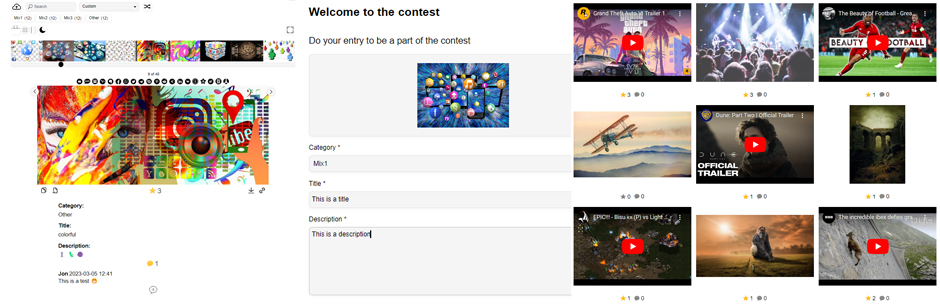 Search
Custom
Mix1 (12) Mix2 (12) Mix3 (12) Other (12)
3 of 48
like
3
Category:
Other
Title:
colorful
Description:
1
Jon 2023-03-05 12:41
This is a test
Welcome to the contest
Do your entry to be a part of the contest
Category *
Mix1
Title *
This is a title
Description *
This is a description
Grand Theft Auto VI Trailer 1
3 0
3 0
The Beauty of Football - Grea...
BEAUTY FOOTBALL
1 0
0 0
Dune: Part Two | Official Trailer
DUNE
OFFICIAL
TRAILER
1 0
1 0
[EPIC!!! - Bisu vs (P) vs Light ...
1 0
1 0
The incredible ibex defies gra...
2 0